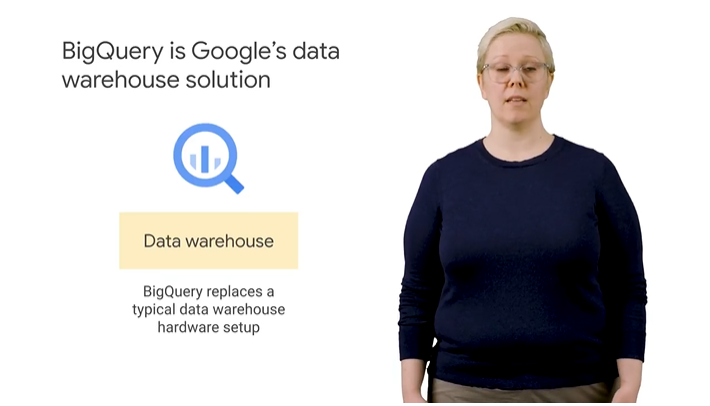 BigQuery is Google's data
warehouse solution
Data warehouse
BigQuery replaces a
typical data warehouse
hardware setup